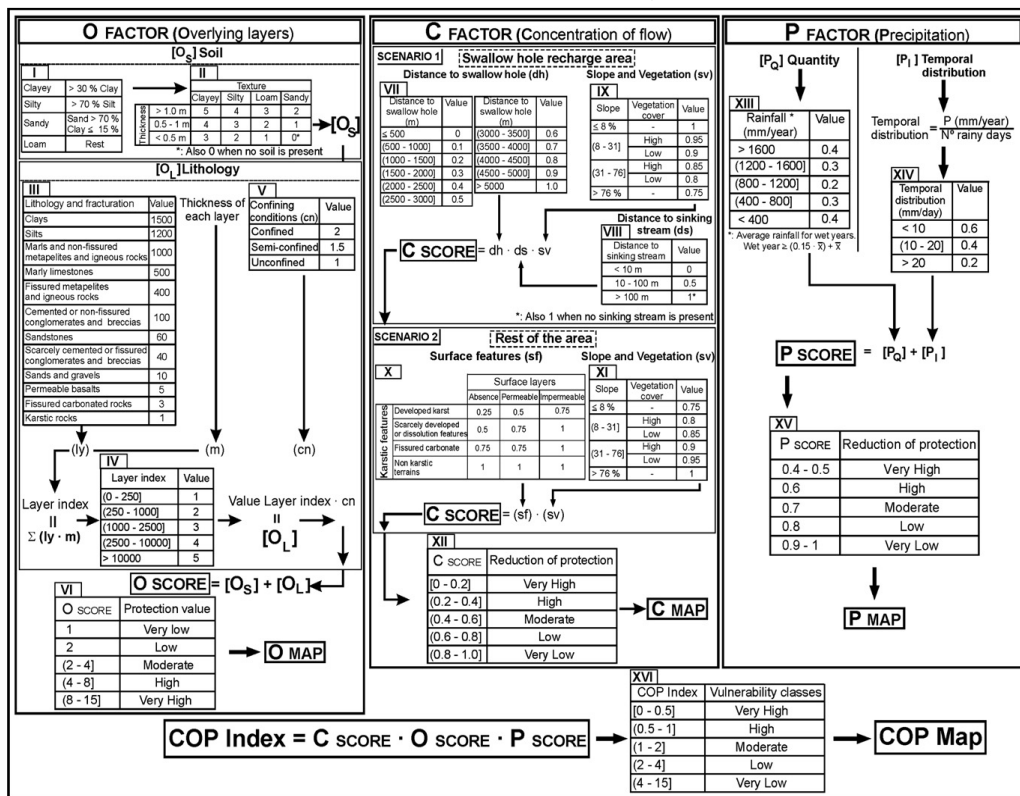 O FACTOR (Overlying layers)
[OS] Soil
I
Clayey > 30 % Clay
Silty > 70 % Silt
Sandy Sand > 70 % Clay ≤ 15 %
Loam Rest
II
Texture
Clayey Silty Loam Sandy
Thickness
> 1.0 m 5 4 3 2
0.5 - 1 m 4 3 2 1
< 0.5 m 3 2 1 0*
*: Also 0 when no soil is present
[OS]
[OL] Lithology
III
Lithology and fracturation Value
Clays 1500
Silts 1200
Marls and non-fissured metapelites and igneous rocks 1000
Marly limestones 500
Fissured metapelites and igneous rocks 400
Cemented or non-fissured conglomerates and breccias 100
Sandstones 60
Scarcely cemented or fissured conglomerates and breccias 40
Sands and gravels 10
Permeable basalts 5
Fissured carbonated rocks 3
Karstic rocks 1
Thickness of each layer
V
Confining conditions (cn) Value
Confined 2
Semi-confined 1.5
Unconfined 1
(ly) (m) (cn)
Layer index
=
Σ (ly · m)
IV
Layer index Value
(0 - 250] 1
(250 - 1000] 2
(1000 - 2500] 3
(2500 - 10000] 4
> 10000 5
Value Layer index · cn
=
[OL]
O SCORE = [OS] + [OL]
VI
O SCORE Protection value
1 Very low
2 Low
(2 - 4] Moderate
(4 - 8] High
(8 - 15] Very High
O MAP
C FACTOR (Concentration of flow)
SCENARIO 1
Swallow hole recharge area
Distance to swallow hole (dh)
VII
Distance to swallow hole (m) Value
≤ 500 0
(500 - 1000] 0.1
(1000 - 1500] 0.2
(1500 - 2000] 0.3
(2000 - 2500] 0.4
(2500 - 3000] 0.5
Distance to swallow hole (m) Value
(3000 - 3500] 0.6
(3500 - 4000] 0.7
(4000 - 4500] 0.8
(4500 - 5000] 0.9
> 5000 1.0
Slope and Vegetation (sv)
IX
Slope Vegetation cover Value
≤ 8 % - 1
(8 - 31] High 0.95
Low 0.9
(31 - 76] High 0.85
Low 0.8
> 76 % - 0.75
C SCORE = dh · ds · sv
Distance to sinking stream (ds)
VIII
Distance to sinking stream Value
< 10 m 0
10 - 100 m 0.5
> 100 m 1*
*: Also 1 when no sinking stream is present
SCENARIO 2
Rest of the area
Surface features (sf)
X
Surface layers
Absence Permeable Impermeable
Karstic features
Developed karst 0.25 0.5 0.75
Scarcely developed or dissolution features 0.5 0.75 1
Fissured carbonate 0.75 0.75 1
Non karstic terrains 1 1 1
Slope and Vegetation (sv)
XI
Slope Vegetation cover Value
≤ 8 % - 0.75
(8 - 31] High 0.8
Low 0.85
(31 - 76] High 0.9
Low 0.95
> 76 % - 1
C SCORE = (sf) · (sv)
XII
C SCORE Reduction of protection
[0 - 0.2] Very High
(0.2 - 0.4] High
(0.4 - 0.6] Moderate
(0.6 - 0.8] Low
(0.8 - 1.0] Very Low
C MAP
P FACTOR (Precipitation)
[PQ] Quantity
XIII
Rainfall * (mm/year) Value
> 1600 0.4
(1200 - 1600] 0.3
(800 - 1200] 0.2
(400 - 800] 0.3
< 400 0.4
*: Average rainfall for wet years.
Wet year ≥ (0.15 · x̄) + x̄
[PI] Temporal distribution
Temporal distribution = P (mm/year) / Nº rainy days
XIV
Temporal distribution (mm/day) Value
< 10 0.6
(10 - 20] 0.4
> 20 0.2
P SCORE = [PQ] + [PI]
XV
P SCORE Reduction of protection
0.4 - 0.5 Very High
0.6 High
0.7 Moderate
0.8 Low
0.9 - 1 Very Low
P MAP
COP Index = C SCORE · O SCORE · P SCORE
XVI
COP Index Vulnerability classes
[0 - 0.5] Very High
(0.5 - 1] High
(1 - 2] Moderate
(2 - 4] Low
(4 - 15] Very Low
COP Map